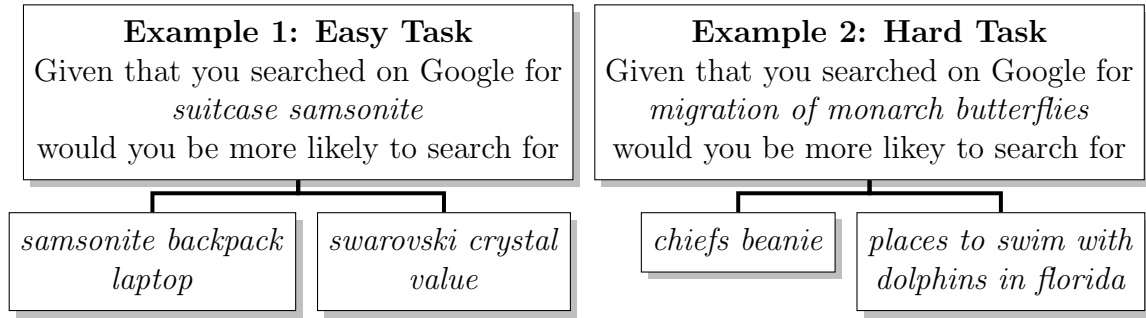 Example 1: Easy Task
Given that you searched on Google for
suitcase samsonite
would you be more likely to search for
samsonite backpack
laptop
swarovski crystal
value
Example 2: Hard Task
Given that you searched on Google for
migration of monarch butterflies
would you be more likey to search for
chiefs beanie
places to swim with
dolphins in florida